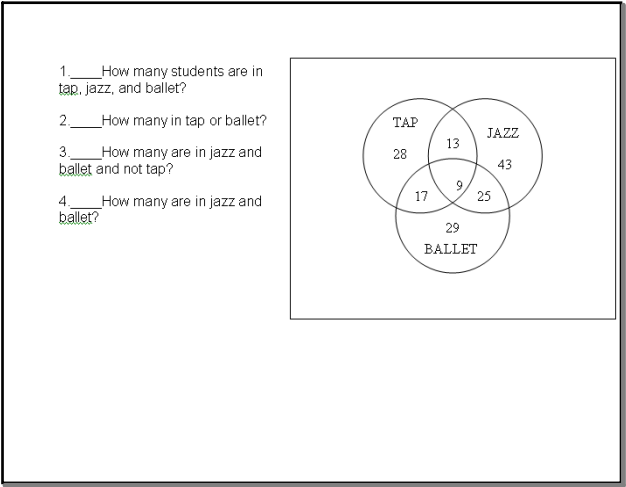 1.____How many students are in
tap, jazz, and ballet?
2.____How many in tap or ballet?
3.____How many are in jazz and
ballet and not tap?
4.____How many are in jazz and
ballet?
TAP
JAZZ
13
28
43
9
17
25
29
BALLET